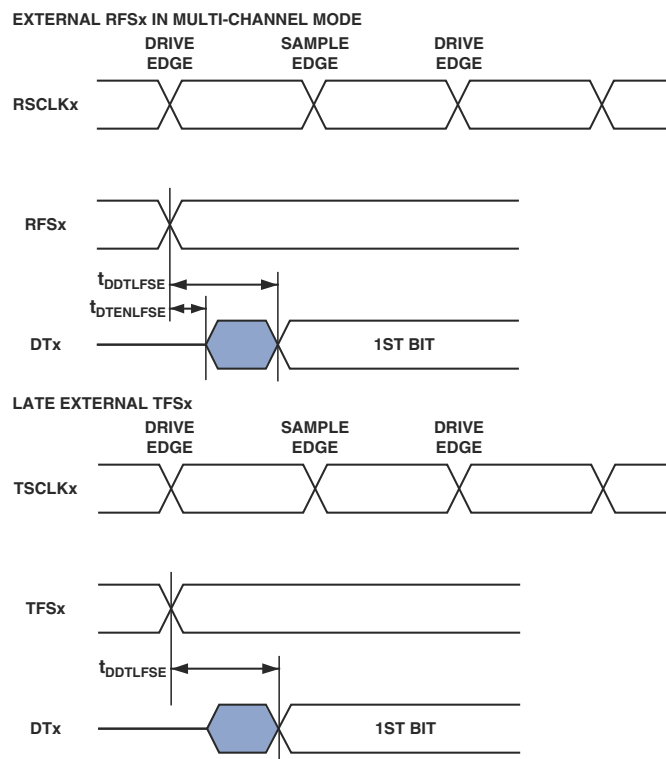 EXTERNAL RFSx IN MULTI-CHANNEL MODE
DRIVE EDGE
SAMPLE EDGE
DRIVE EDGE
RSCLKx
RFSx
tDDTLFSE
tDTENLFSE
DTx
1ST BIT
LATE EXTERNAL TFSx
DRIVE EDGE
SAMPLE EDGE
DRIVE EDGE
TSCLKx
TFSx
tDDTLFSE
DTx
1ST BIT